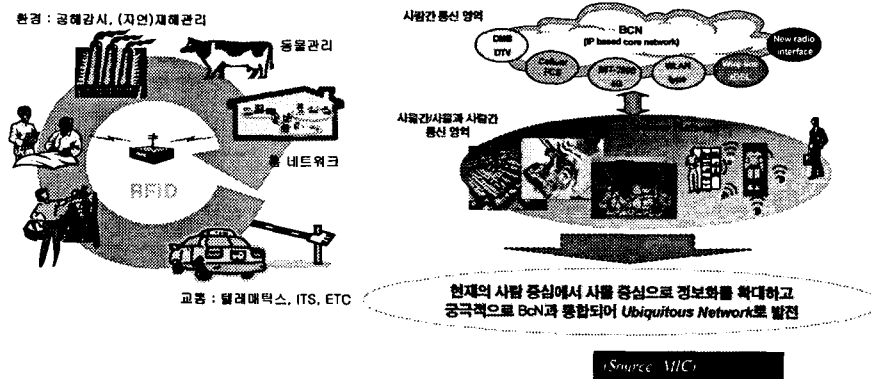 환경 : 공해감시, (자연)재해관리
동물관리
홈 네트워크
RFID
교통 : 텔레매틱스, ITS, ETC
사람간 통신 영역
BCN
(IP based core network)
DMB
DTV
Cellular
IMT-2000
WLAN
type
xDSL
New radio
interface
사물간/사물과 사람간
통신 영역
현재의 사람 중심에서 사물 중심으로 정보화를 확대하고
궁극적으로 BcN과 통합되어 Ubiquitous Network로 발전
(Source MIC)